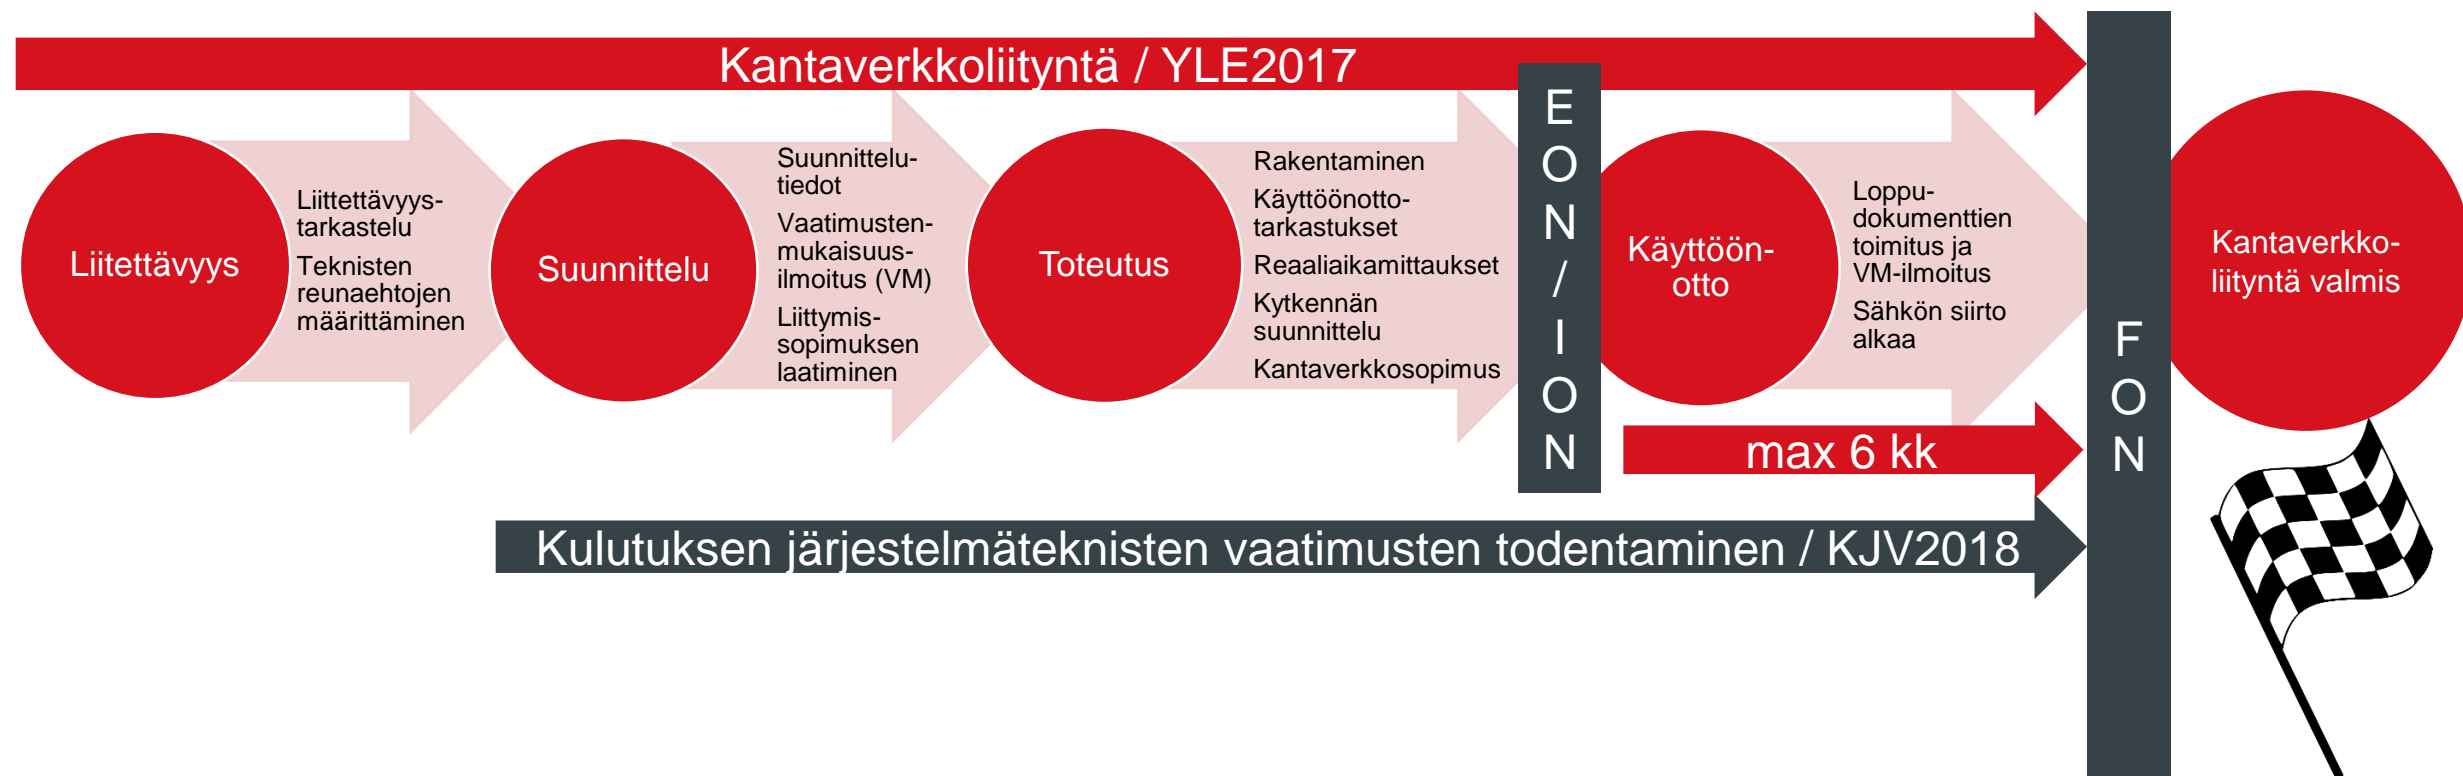 Kantaverkkoliityntä / YLE2017
Liitettävyys
Liittettävyys-
tarkastelu
Teknisten
reunaehtojen
määrittäminen
Suunnittelu
Suunnittelu-
tiedot
Vaatimusten-
mukaisuus-
ilmoitus (VM)
Liittymis-
sopimuksen
laatiminen
Toteutus
Rakentaminen
Käyttöönotto-
tarkastukset
Reaaliaikamittaukset
Kytkennän
suunnittelu
Kantaverkkosopimus
E
O
N
/
I
O
N
Käyttöön-
otto
Loppu-
dokumenttien
toimitus ja
VM-ilmoitus
Sähkön siirto
alkaa
F
O
N
Kantaverkko-
liityntä valmis
max 6 kk
Kulutuksen järjestelmäteknisten vaatimusten todentaminen / KJV2018